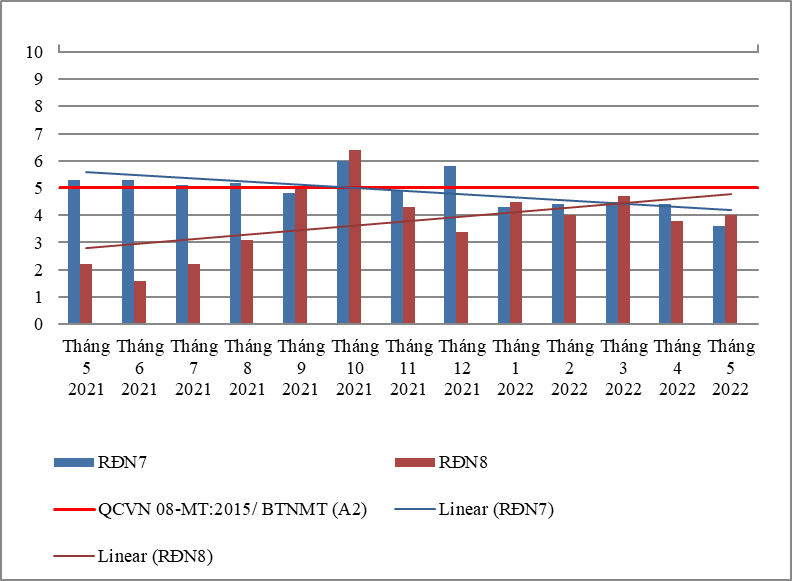 10
9
8
7
6
5
4
3
2
1
0
Tháng Tháng Tháng Tháng Tháng Tháng Tháng Tháng Tháng Tháng Tháng Tháng Tháng
5 6 7 8 9 10 11 12 1 2 3 4 5
2021 2021 2021 2021 2021 2021 2021 2021 2022 2022 2022 2022 2022
RĐN7 RĐN8
QCVN 08-MT:2015/ BTNMT (A2) Linear (RĐN7)
Linear (RĐN8)